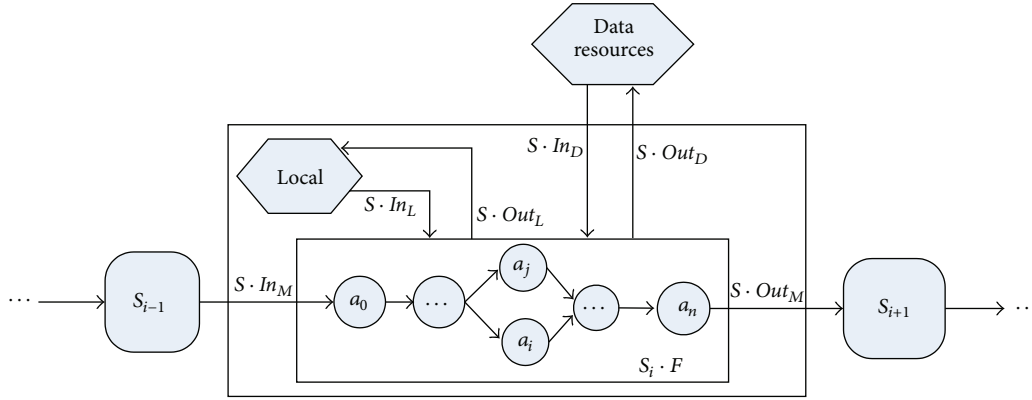 Data
resources
S · In_D
S · Out_D
Local
S · In_L
S · Out_L
...
S_{i−1}
S · In_M
a_0
...
a_j
a_i
...
a_n
S · Out_M
S_{i+1}
...
S_i · F